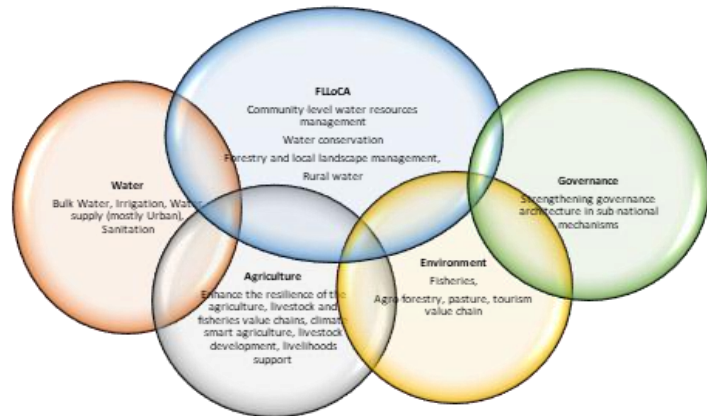 FLLoCA
Community-level water resources
management
Water conservation
Forestry and local landscape management,
Rural water
Water
Bulk Water, Irrigation, Water
supply (mostly Urban),
Sanitation
Agriculture
Enhance the resilience of the
agriculture, livestock and
fisheries value chains, climate
smart agriculture, livestock
development, livelihoods
support
Environment
Fisheries,
Agro forestry, pasture, tourism
value chain
Governance
Strengthening governance
architecture in sub-national
mechanisms